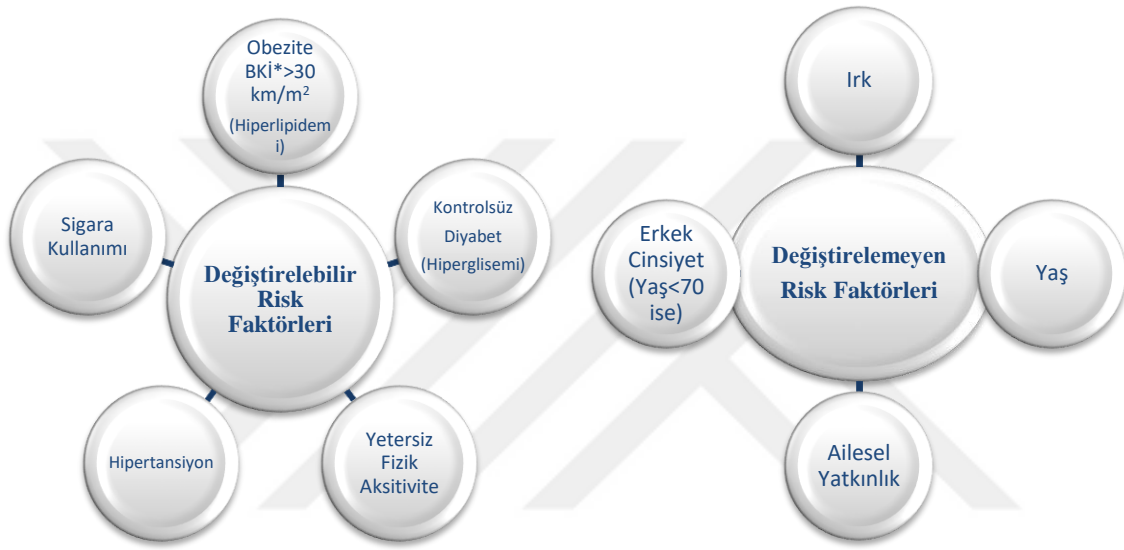 Obezite
BKİ*>30
km/m²
(Hiperlipidem
i)
Sigara
Kullanımı
Kontrolsüz
Diyabet
(Hiperglisemi)
Değiştirelebilir
Risk
Faktörleri
Hipertansiyon
Yetersiz
Fizik
Aksitivite
Irk
Erkek
Cinsiyet
(Yaş<70
ise)
Değiştirelemeyen
Risk Faktörleri
Yaş
Ailesel
Yatkınlık